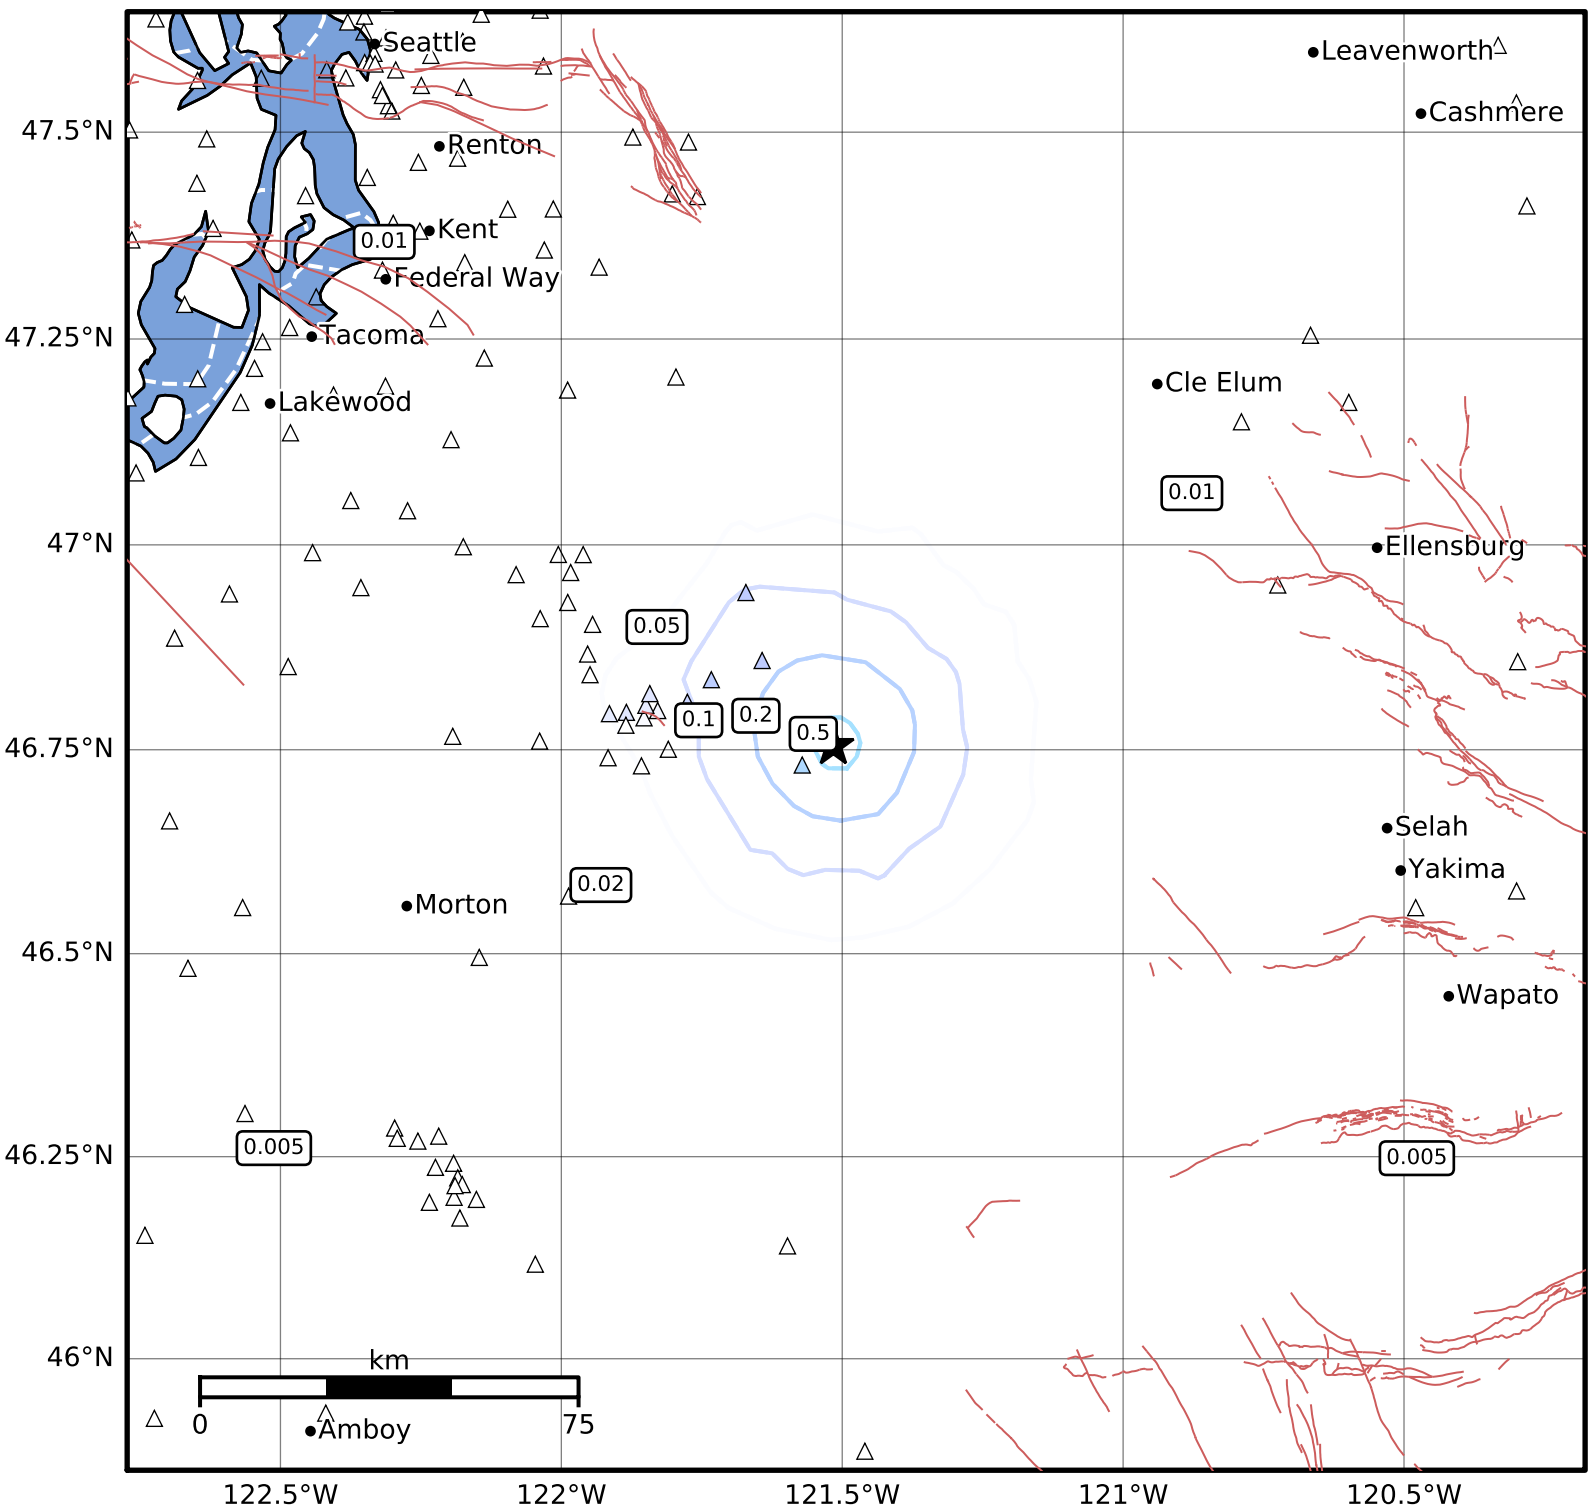 Seattle
Leavenworth
Cashmere
47.5°N
Renton
Kent
0.01
Federal Way
Tacoma
47.25°N
Cle Elum
Lakewood
0.01
47°N
Ellensburg
0.05
0.1
0.2
0.5
46.75°N
Selah
Yakima
0.02
Morton
46.5°N
Wapato
0.005
46.25°N
0.005
46°N
km
0
75
Amboy
122.5°W
122°W
121.5°W
121°W
120.5°W